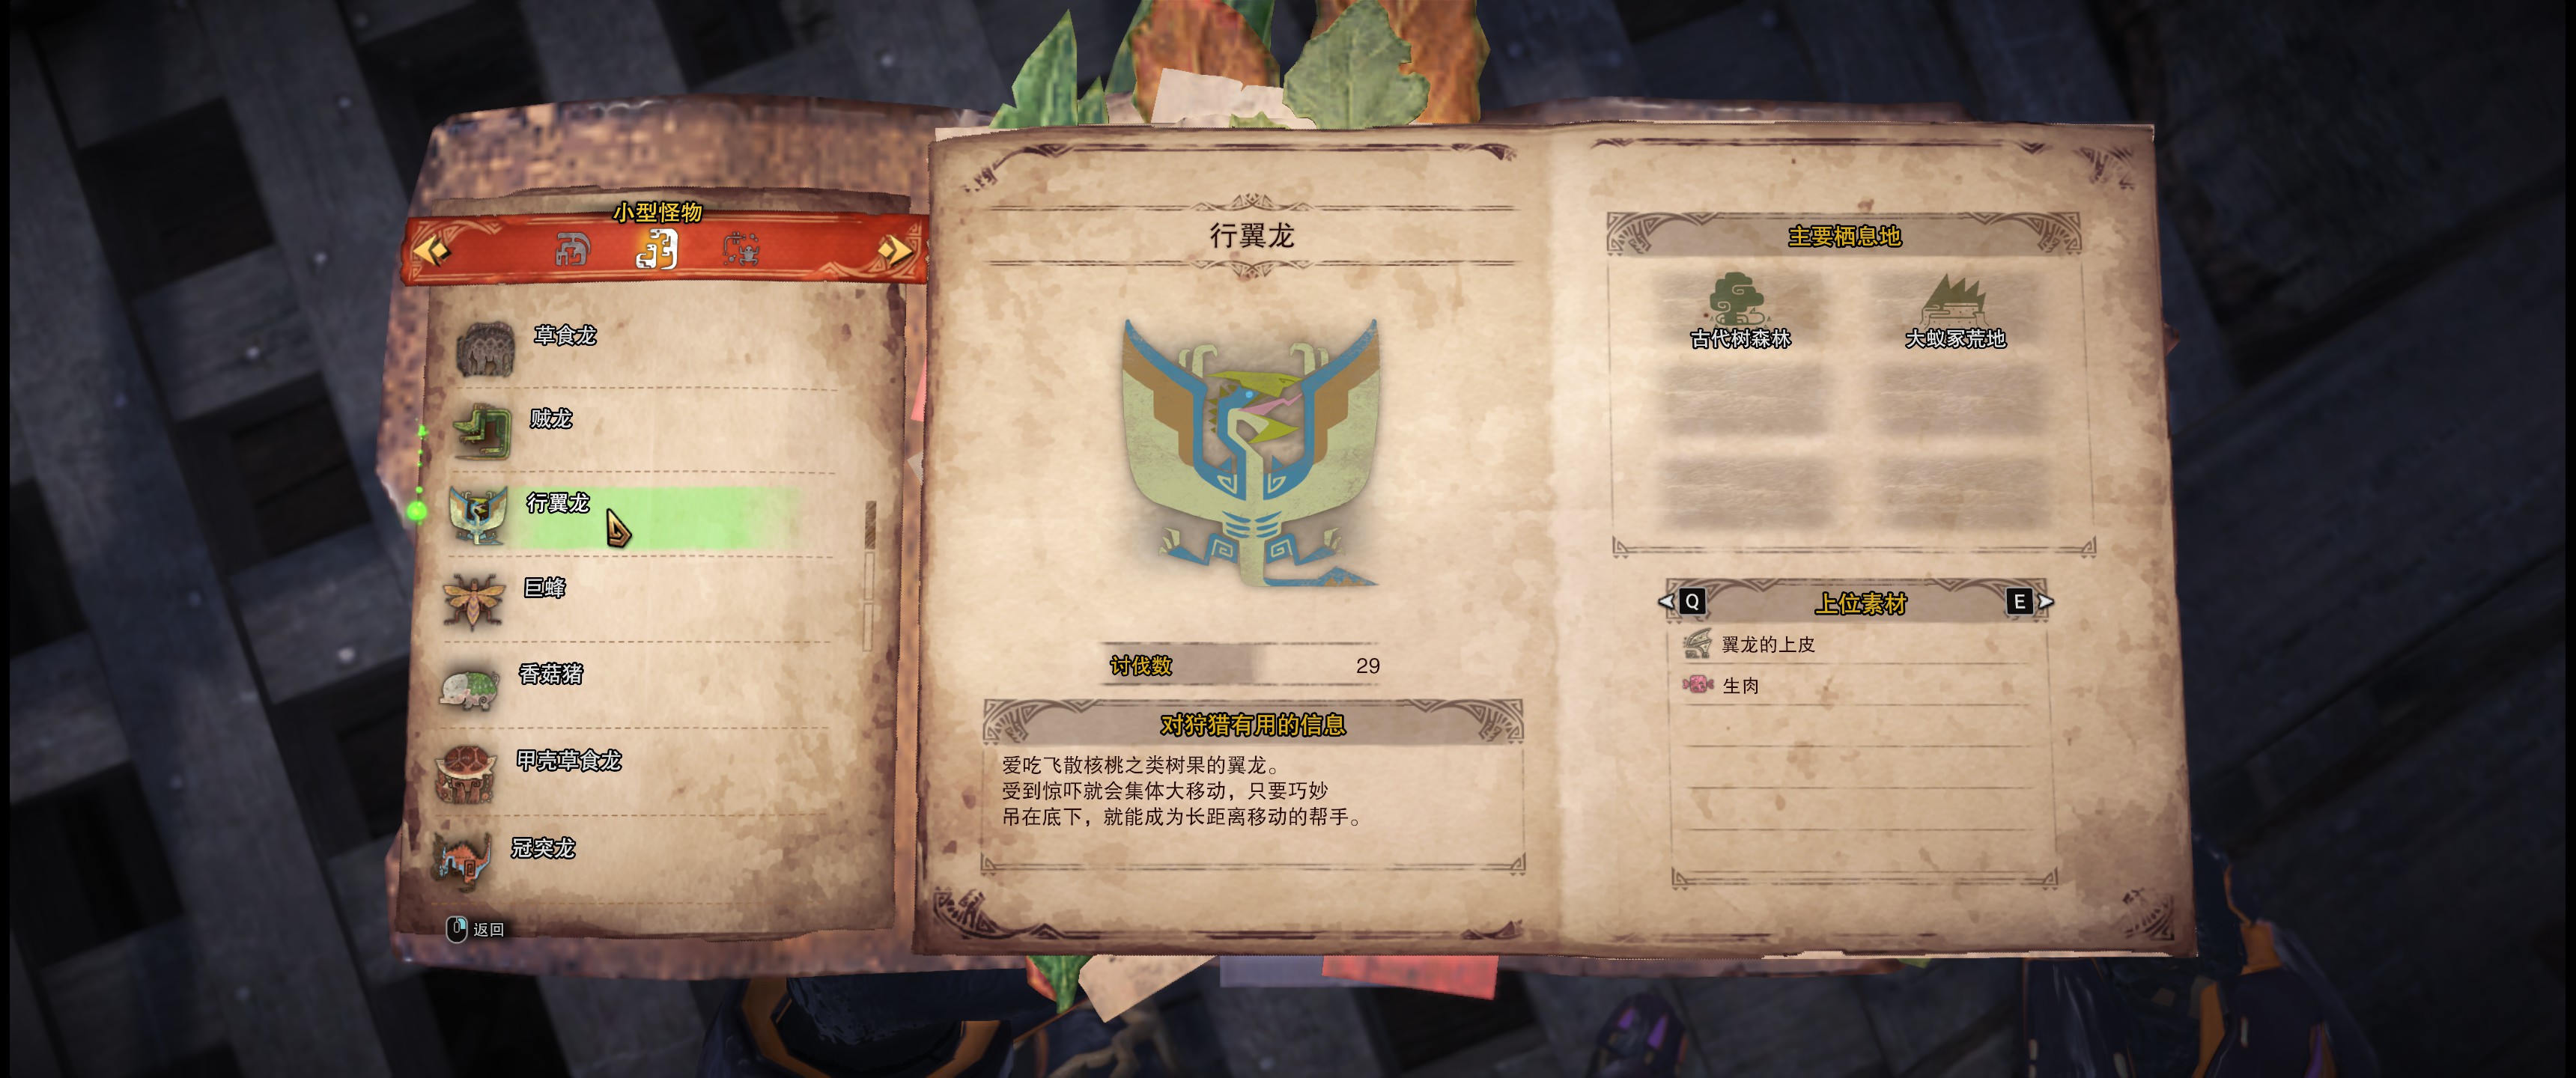 小型怪物
草食龙
贼龙
行翼龙
巨蜂
香菇猪
甲壳草食龙
冠突龙
返回
行翼龙
讨伐数 29
对狩猎有用的信息
爱吃飞散核桃之类树果的翼龙。
受到惊吓就会集体大移动，只要巧妙
吊在底下，就能成为长距离移动的帮手。
主要栖息地
古代树森林 大蚁冢荒地
Q 上位素材 E
翼龙的上皮
生肉